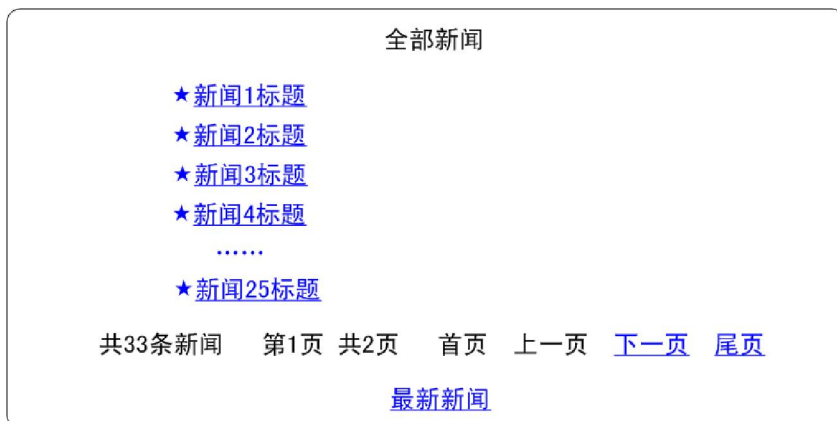 全部新闻
★新闻1标题
★新闻2标题
★新闻3标题
★新闻4标题
……
★新闻25标题
共33条新闻 第1页 共2页 首页 上一页 下一页 尾页
最新新闻